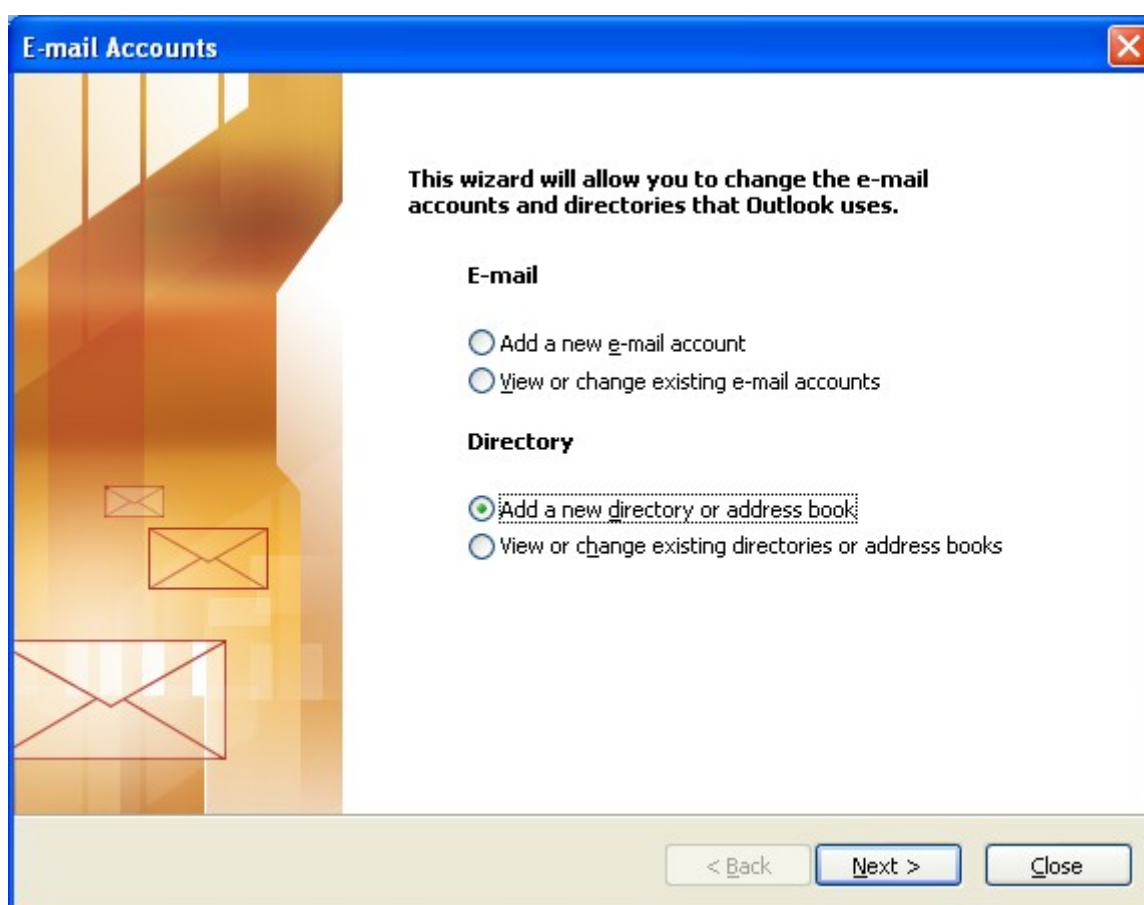 E-mail Accounts
This wizard will allow you to change the e-mail
accounts and directories that Outlook uses.
E-mail
Add a new e-mail account
View or change existing e-mail accounts
Directory
Add a new directory or address book
View or change existing directories or address books
< Back Next > Close